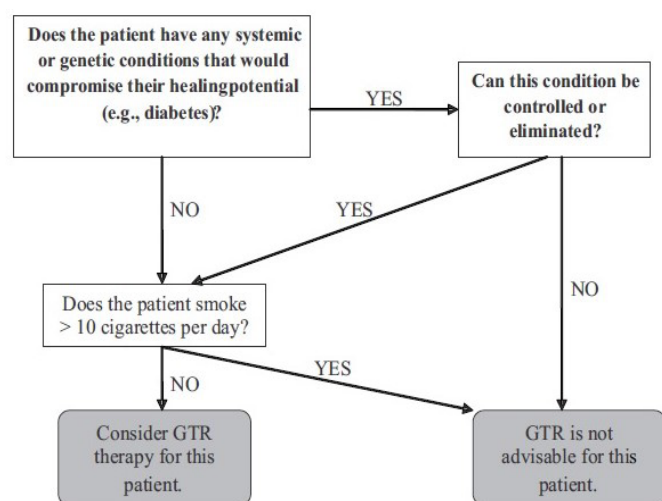 Does the patient have any systemic
or genetic conditions that would
compromise their healingpotential
(e.g., diabetes)?
YES
Can this condition be
controlled or
eliminated?
NO
YES
NO
Does the patient smoke
> 10 cigarettes per day?
NO
YES
Consider GTR
therapy for this
patient.
GTR is not
advisable for this
patient.